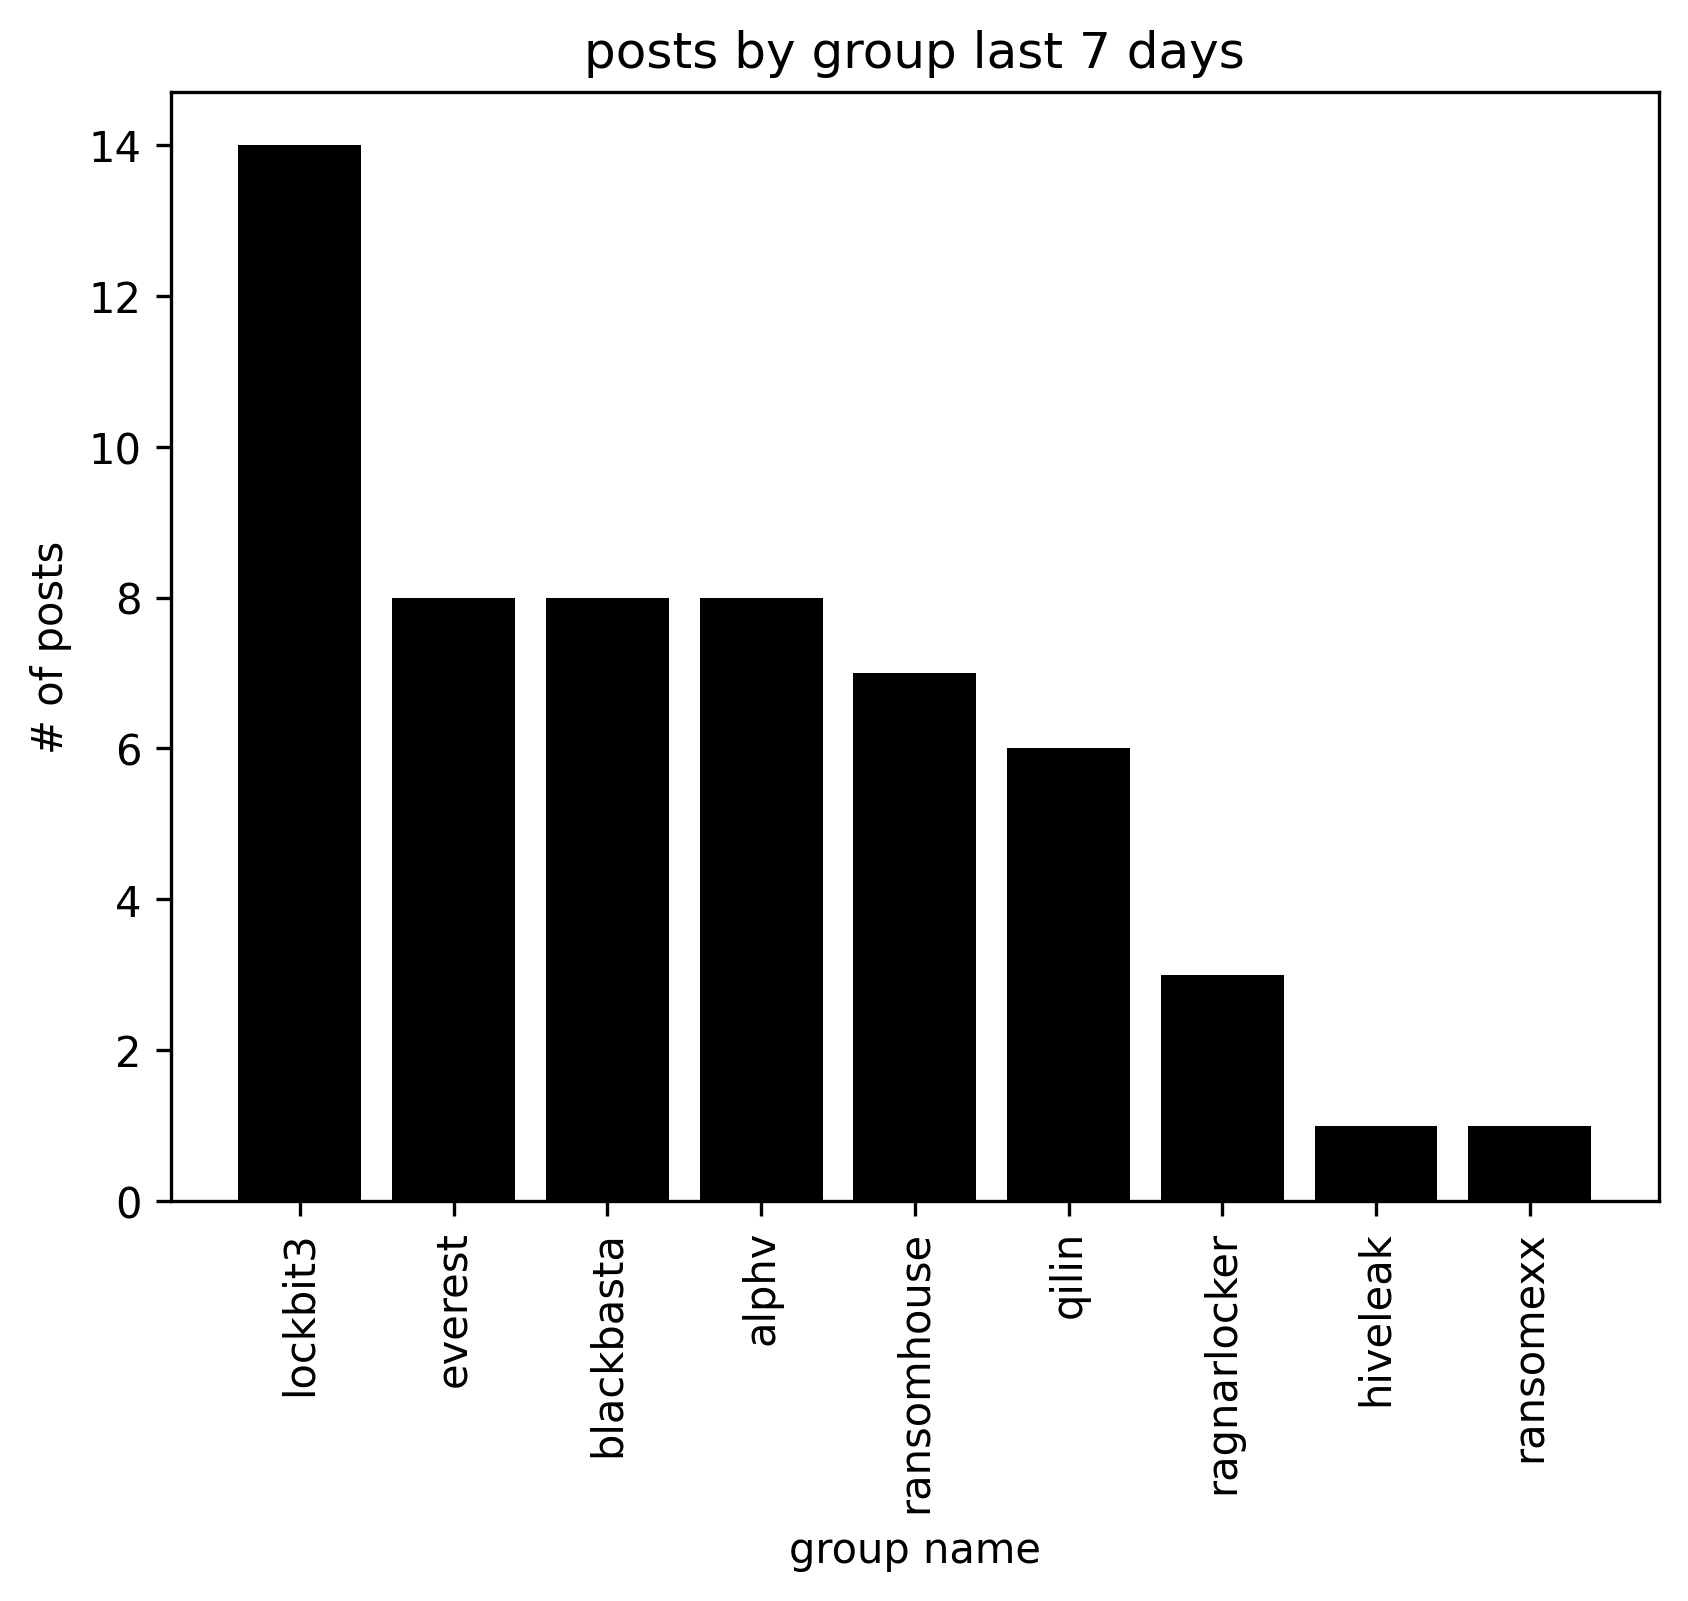 posts by group last 7 days
14
12
10
8
6
4
2
0
# of posts
lockbit3
everest
blackbasta
alphv
ransomhouse
qilin
ragnarlocker
hiveleak
ransomexx
group name